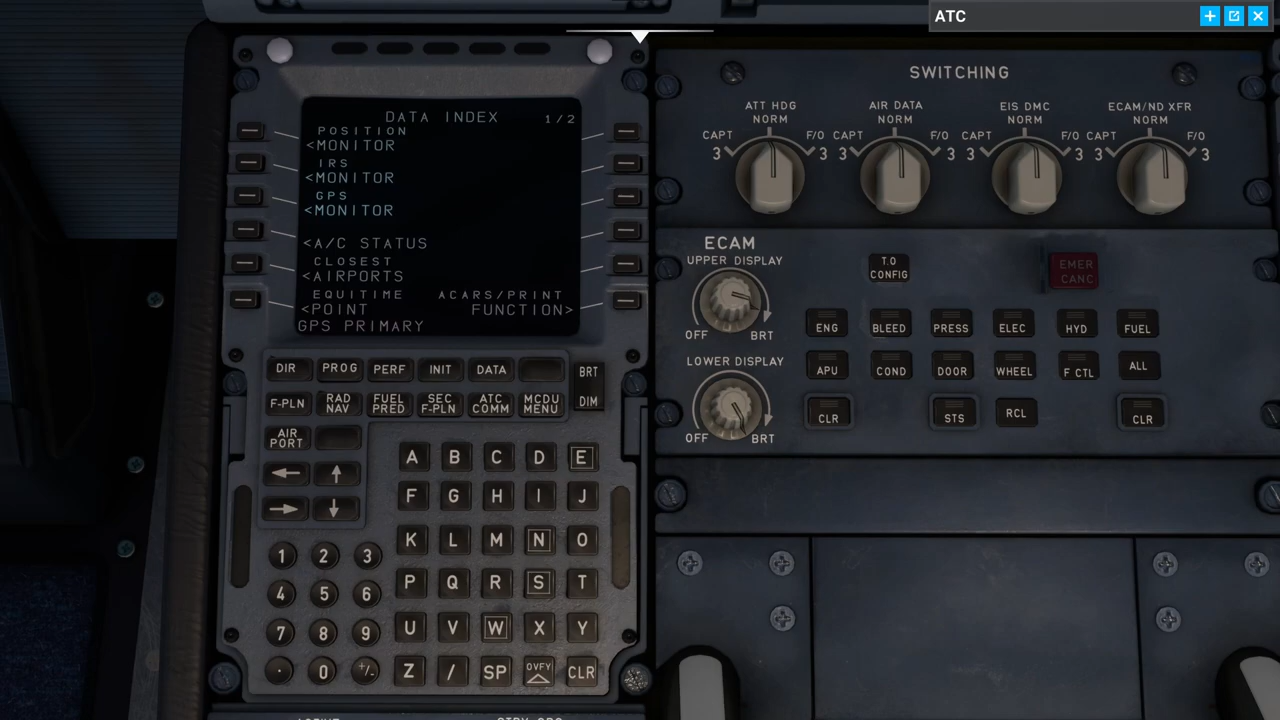 ATC
DATA INDEX 1/2
POSITION
<MONITOR
IRS
<MONITOR
GPS
<MONITOR
<A/C STATUS
CLOSEST
<AIRPORTS
EQUITIME ACARS/PRINT
<POINT FUNCTION>
GPS PRIMARY
DIR PROG PERF INIT DATA
BRT
DIM
F-PLN RAD NAV FUEL PRED SEC F-PLN ATC COMM MCDU MENU
AIR PORT
← ↑
→ ↓
A B C D E
F G H I J
K L M N O
P Q R S T
U V W X Y
Z / SP OVFY CLR
1 2 3
4 5 6
7 8 9
. 0 +/-
SWITCHING
ATT HDG AIR DATA EIS DMC ECAM/ND XFR
NORM NORM NORM NORM
CAPT F/O CAPT F/O CAPT F/O CAPT F/O
3 3 3 3 3 3 3 3
ECAM
UPPER DISPLAY
OFF BRT
LOWER DISPLAY
OFF BRT
T.O
CONFIG
EMER
CANC
ENG BLEED PRESS ELEC HYD FUEL
APU COND DOOR WHEEL F CTL ALL
CLR STS RCL CLR